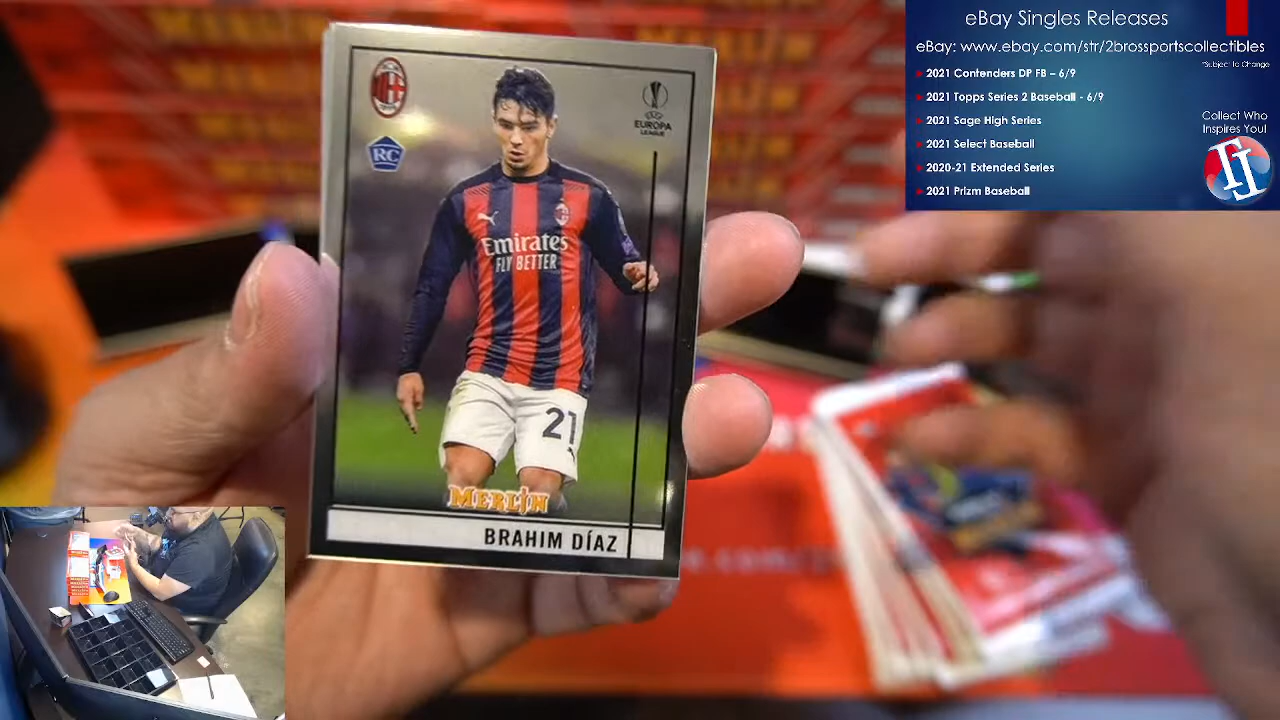 eBay Singles Releases
eBay: www.ebay.com/str/2brossportscollectibles
*Subject to Change
2021 Contenders DP FB – 6/9
2021 Topps Series 2 Baseball - 6/9
2021 Sage High Series
2021 Select Baseball
2020-21 Extended Series
2021 Prizm Baseball
Collect Who
Inspires You!
RC
UEFA
EUROPA
LEAGUE
Emirates
FLY BETTER
21
MERLIN
BRAHIM DÍAZ